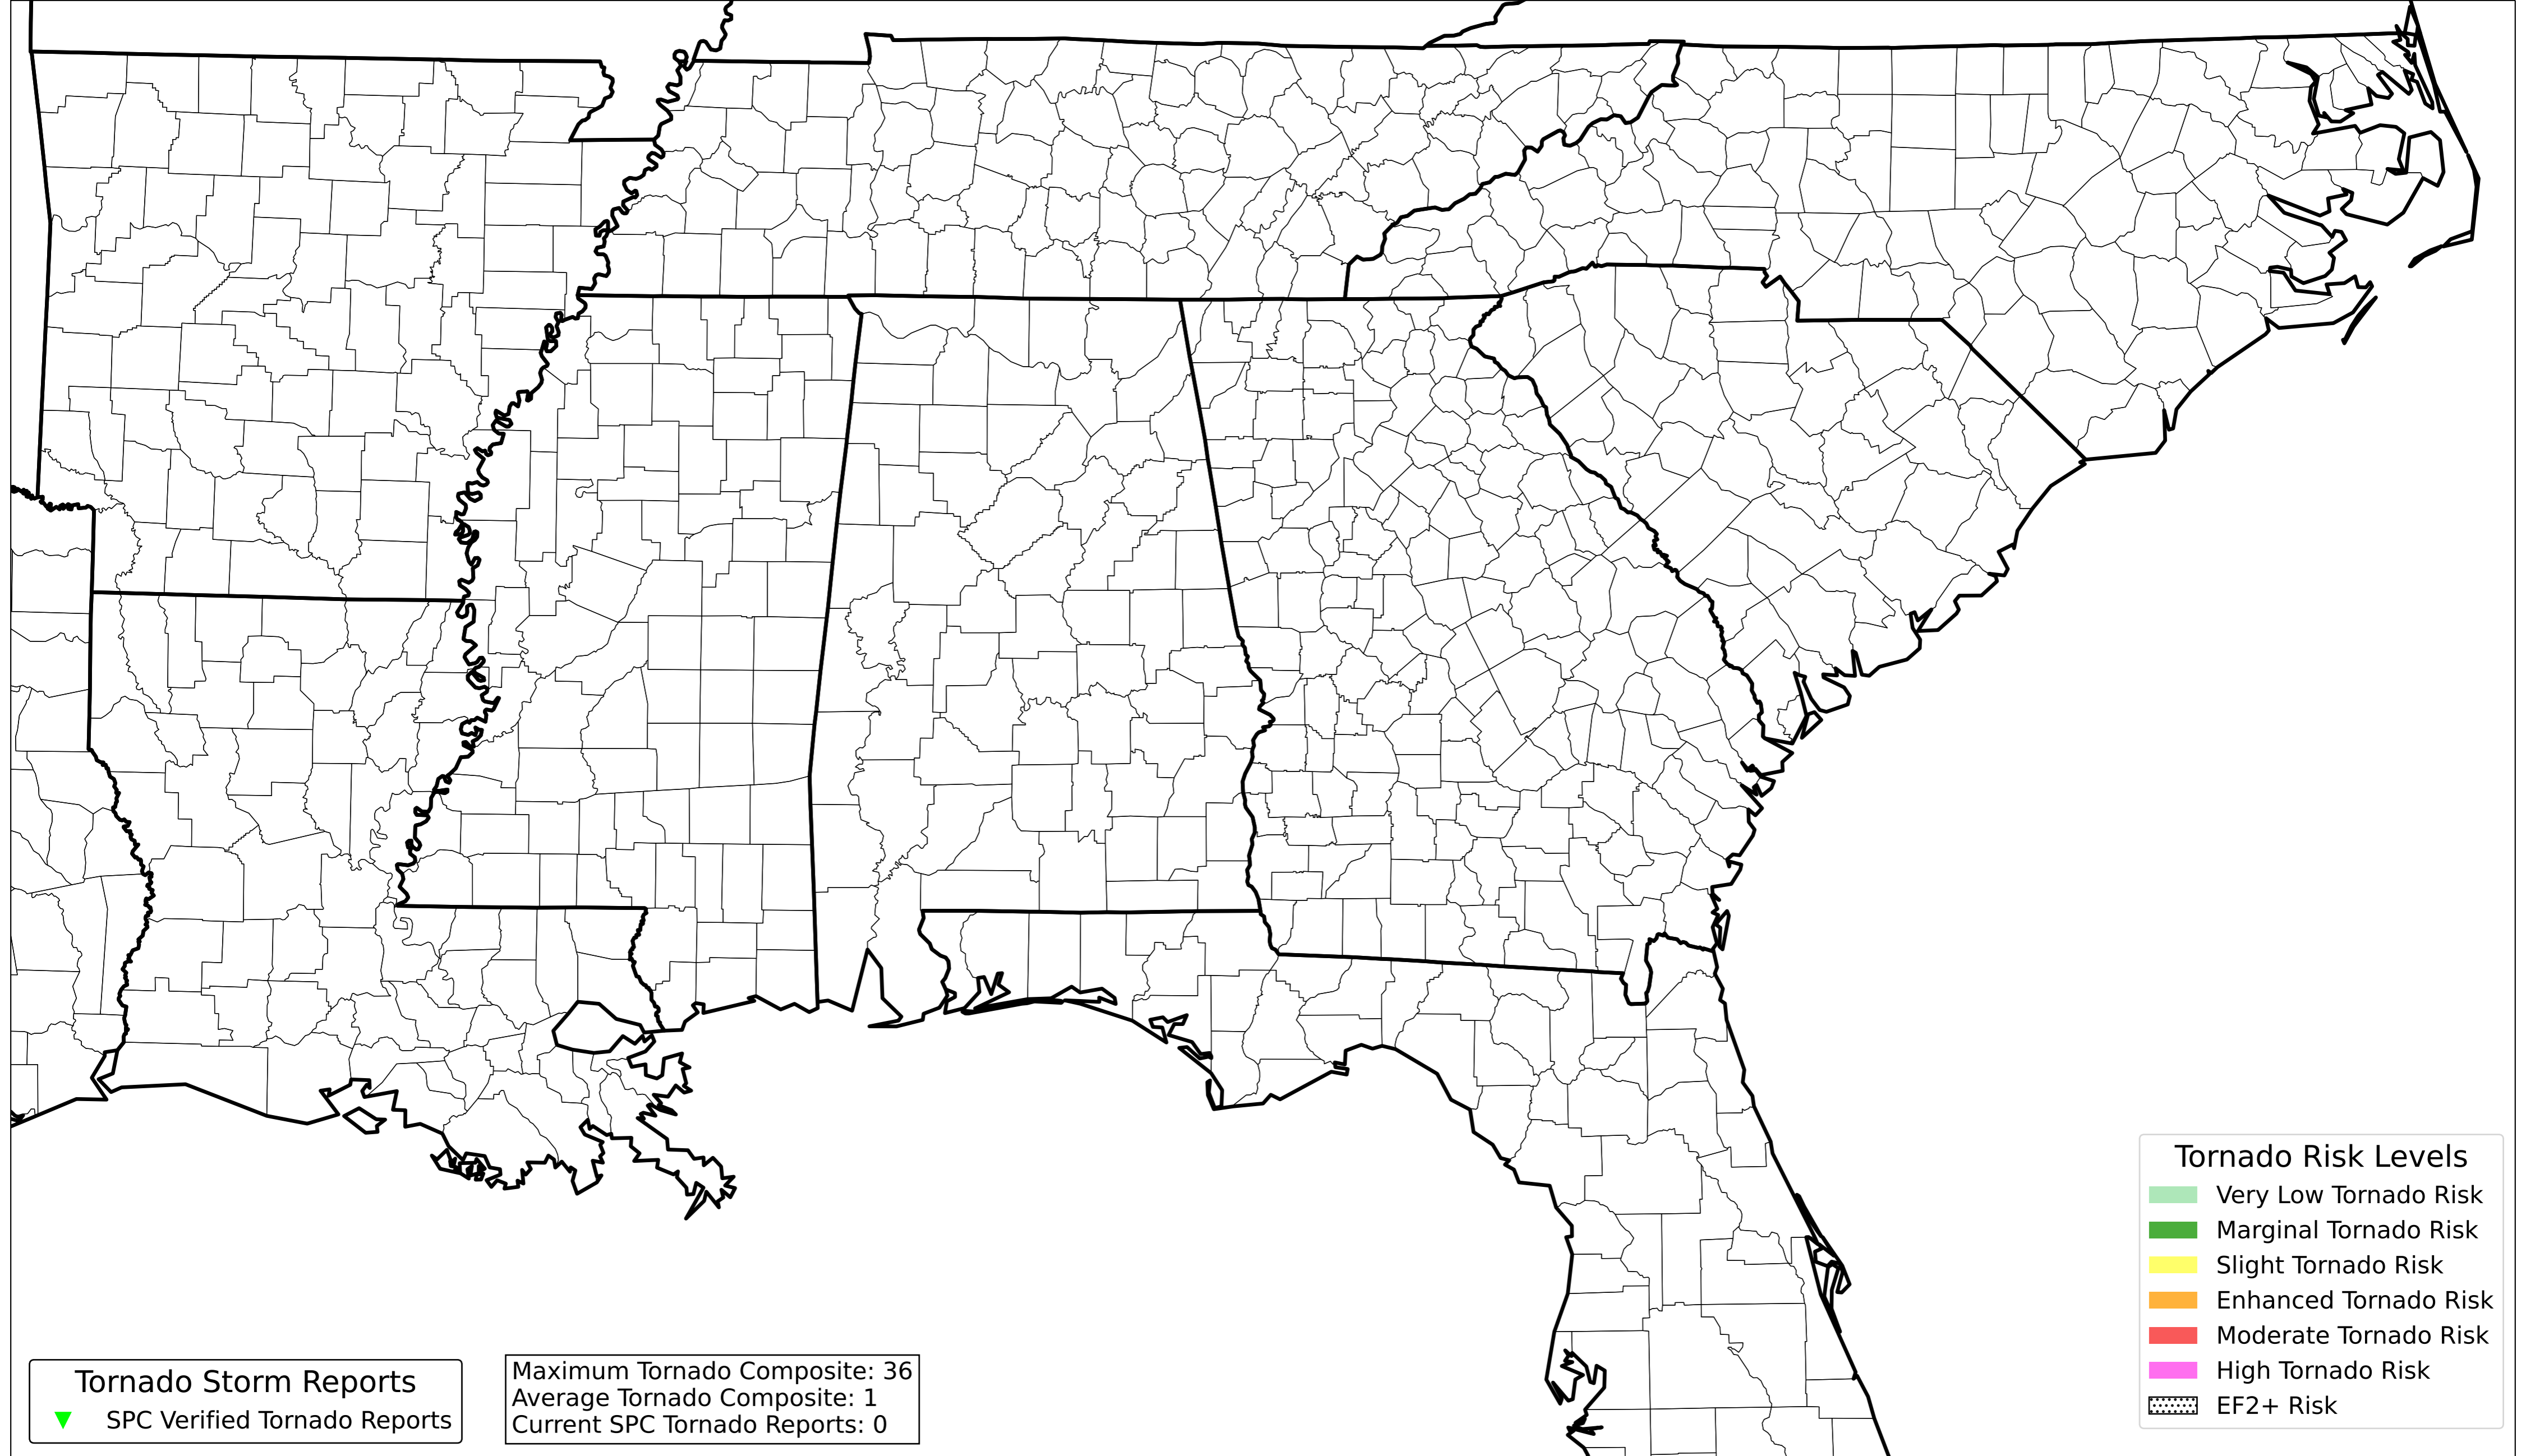 Tornado Risk Levels
Very Low Tornado Risk
Marginal Tornado Risk
Slight Tornado Risk
Enhanced Tornado Risk
Moderate Tornado Risk
High Tornado Risk
EF2+ Risk
Tornado Storm Reports
SPC Verified Tornado Reports
Maximum Tornado Composite: 36
Average Tornado Composite: 1
Current SPC Tornado Reports: 0